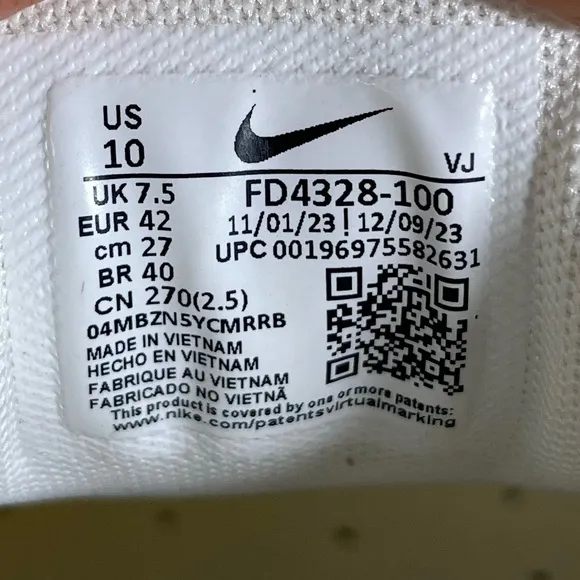 US
10
VJ
UK 7.5
FD4328-100
EUR 42
11/01/23 | 12/09/23
cm 27
UPC 00196975582631
BR 40
CN 270(2.5)
04MBZN5YCMRRB
MADE IN VIETNAM
HECHO EN VIETNAM
FABRIQUE AU VIETNAM
FABRICADO NO VIETNÃ
This product is covered by one or more patents:
www.nike.com/patentsvirtualmarking